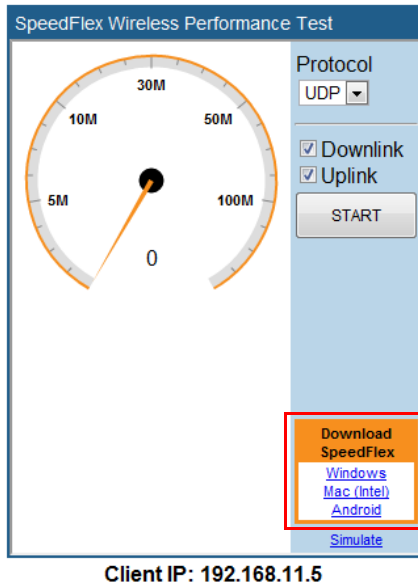 SpeedFlex Wireless Performance Test
30M
10M
50M
5M
100M
0
Protocol
UDP
Downlink
Uplink
START
Download
SpeedFlex
Windows
Mac (Intel)
Android
Simulate
Client IP: 192.168.11.5